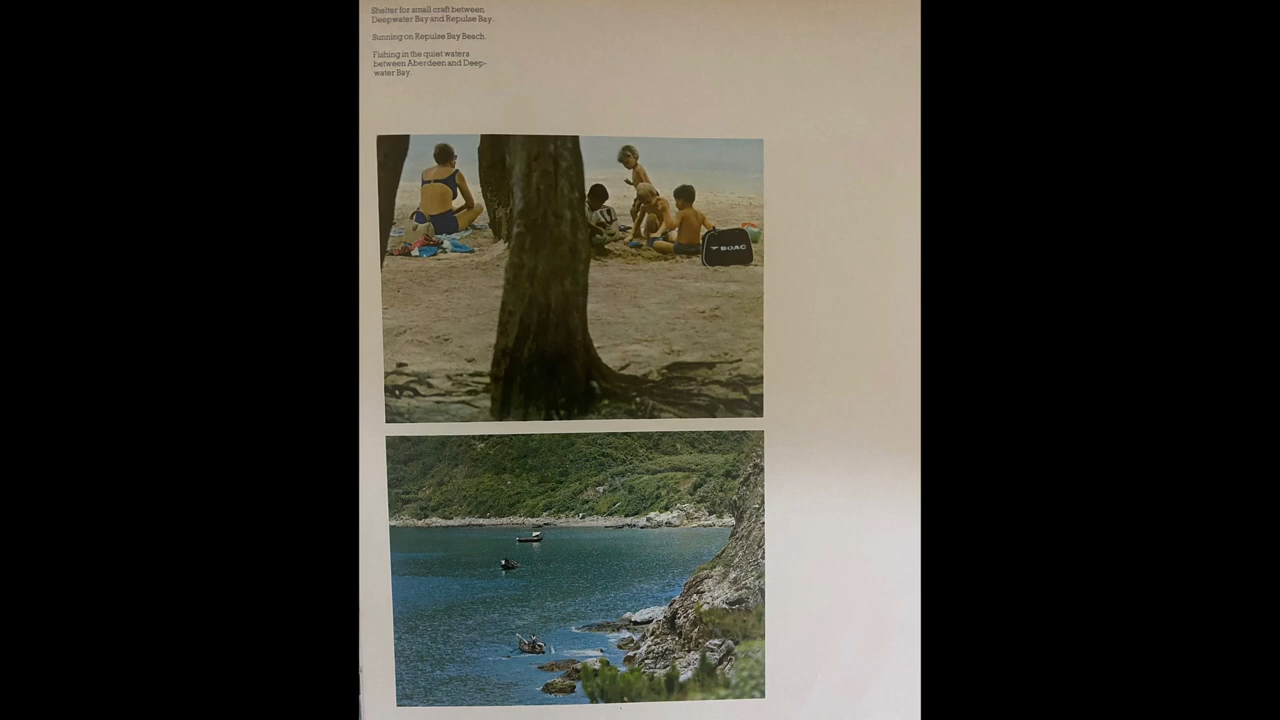 Shelter for small craft between
Deepwater Bay and Repulse Bay.
Sunning on Repulse Bay Beach.
Fishing in the quiet waters
between Aberdeen and Deep-
water Bay.
BOAC